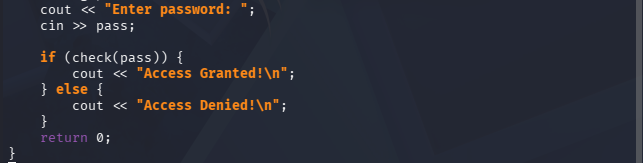 cout << "Enter password: ";
cin >> pass;
if (check(pass)) {
cout << "Access Granted!\n";
} else {
cout << "Access Denied!\n";
}
return 0;
}